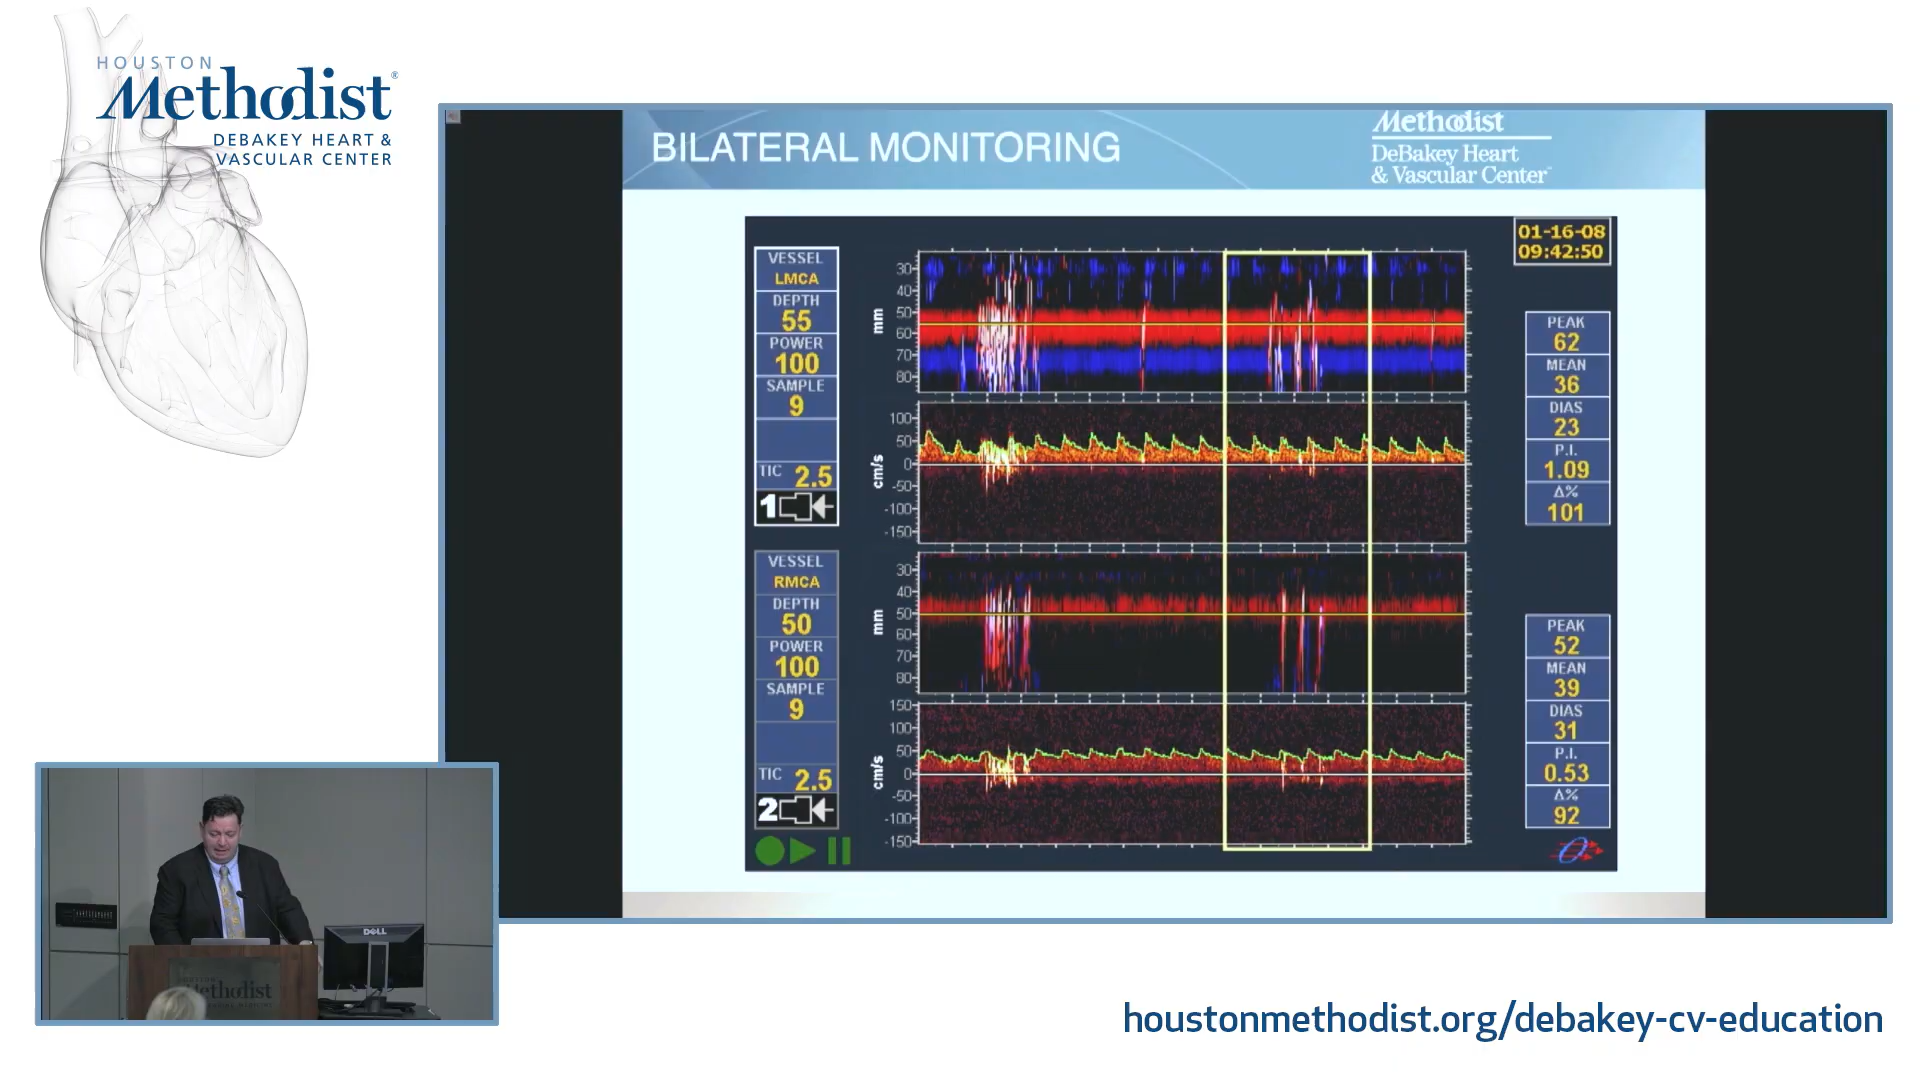 HOUSTON
Methodist®
DEBAKEY HEART &
VASCULAR CENTER
BILATERAL MONITORING
Methodist
DeBakey Heart
& Vascular Center
01-16-08
09:42:50
VESSEL
LMCA
DEPTH
55
POWER
100
SAMPLE
9
TIC 2.5
1
mm
30
40
50
60
70
80
cm/s
100
50
0
-50
-100
-150
PEAK
62
MEAN
36
DIAS
23
P.I.
1.09
Δ%
101
VESSEL
RMCA
DEPTH
50
POWER
100
SAMPLE
9
TIC 2.5
2
mm
30
40
50
60
70
80
cm/s
150
100
50
0
-50
-100
-150
PEAK
52
MEAN
39
DIAS
31
P.I.
0.53
Δ%
92
DELL
HOUSTON
Methodist
houstonmethodist.org/debakey-cv-education